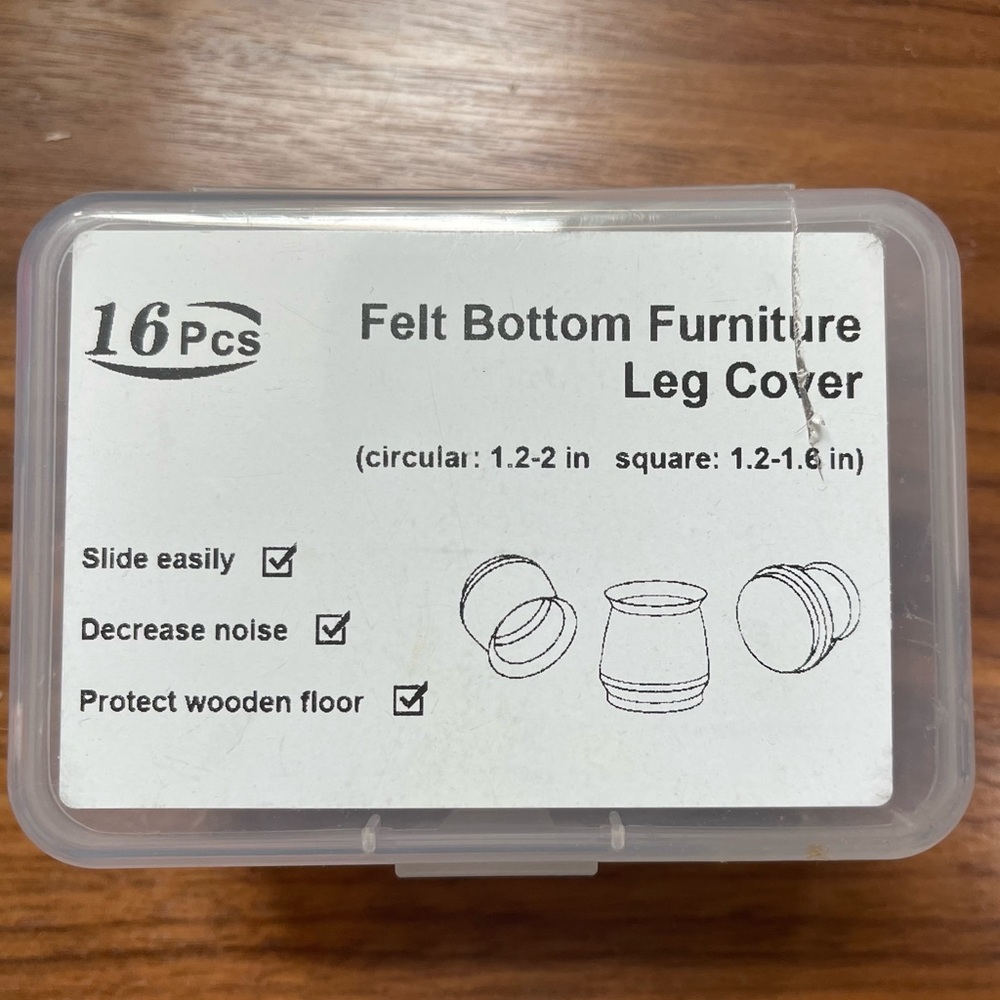 16 Pcs
Felt Bottom Furniture
Leg Cover
(circular: 1.2-2 in square: 1.2-1.6 in)
Slide easily
Decrease noise
Protect wooden floor